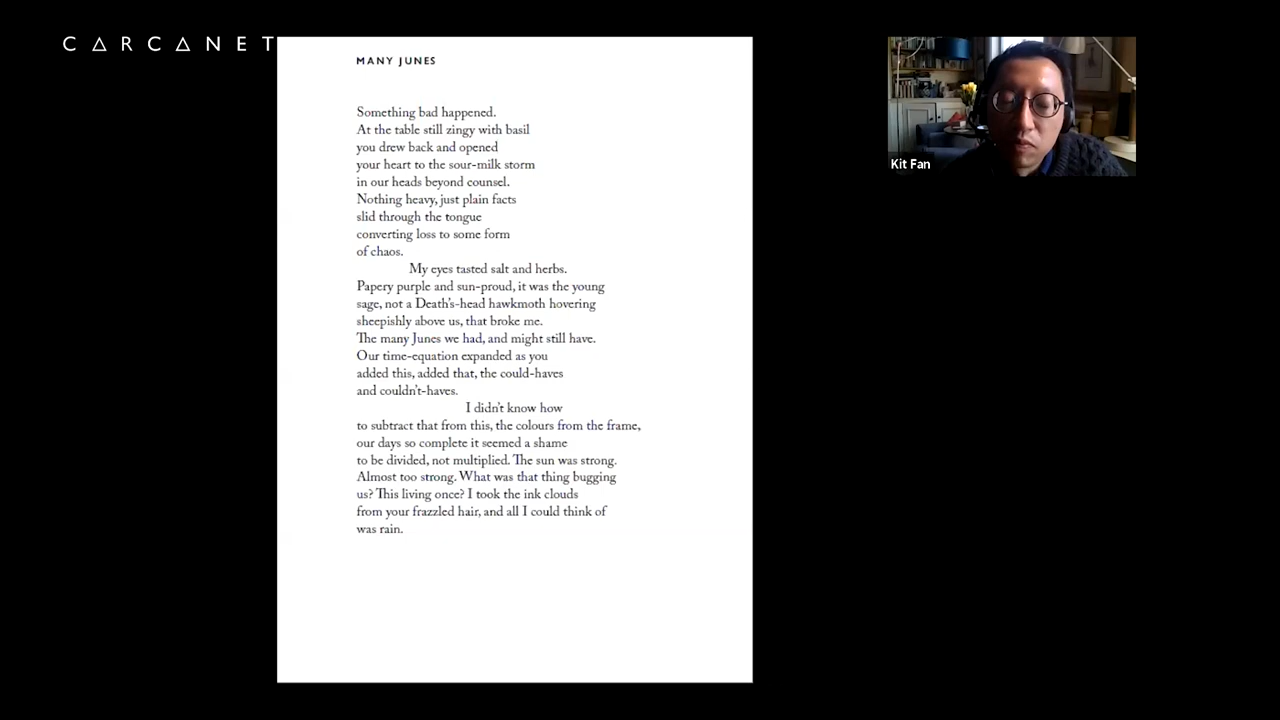 CARCANET
MANY JUNES
Something bad happened.
At the table still zingy with basil
you drew back and opened
your heart to the sour-milk storm
in our heads beyond counsel.
Nothing heavy, just plain facts
slid through the tongue
converting loss to some form
of chaos.
My eyes tasted salt and herbs.
Papery purple and sun-proud, it was the young
sage, not a Death's-head hawkmoth hovering
sheepishly above us, that broke me.
The many Junes we had, and might still have.
Our time-equation expanded as you
added this, added that, the could-haves
and couldn't-haves.
I didn't know how
to subtract that from this, the colours from the frame,
our days so complete it seemed a shame
to be divided, not multiplied. The sun was strong.
Almost too strong. What was that thing bugging
us? This living once? I took the ink clouds
from your frazzled hair, and all I could think of
was rain.
Kit Fan